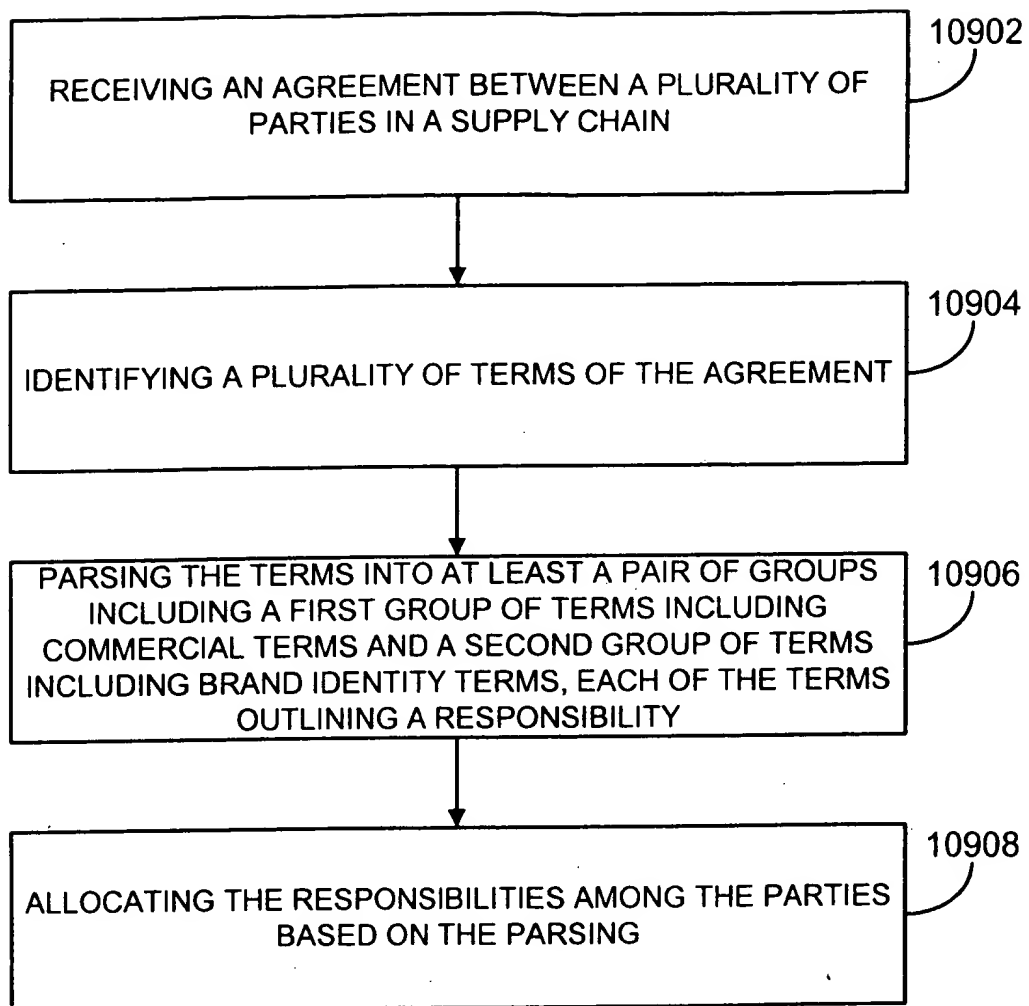 10902
RECEIVING AN AGREEMENT BETWEEN A PLURALITY OF
PARTIES IN A SUPPLY CHAIN
10904
IDENTIFYING A PLURALITY OF TERMS OF THE AGREEMENT
10906
PARSING THE TERMS INTO AT LEAST A PAIR OF GROUPS
INCLUDING A FIRST GROUP OF TERMS INCLUDING
COMMERCIAL TERMS AND A SECOND GROUP OF TERMS
INCLUDING BRAND IDENTITY TERMS, EACH OF THE TERMS
OUTLINING A RESPONSIBILITY
10908
ALLOCATING THE RESPONSIBILITIES AMONG THE PARTIES
BASED ON THE PARSING